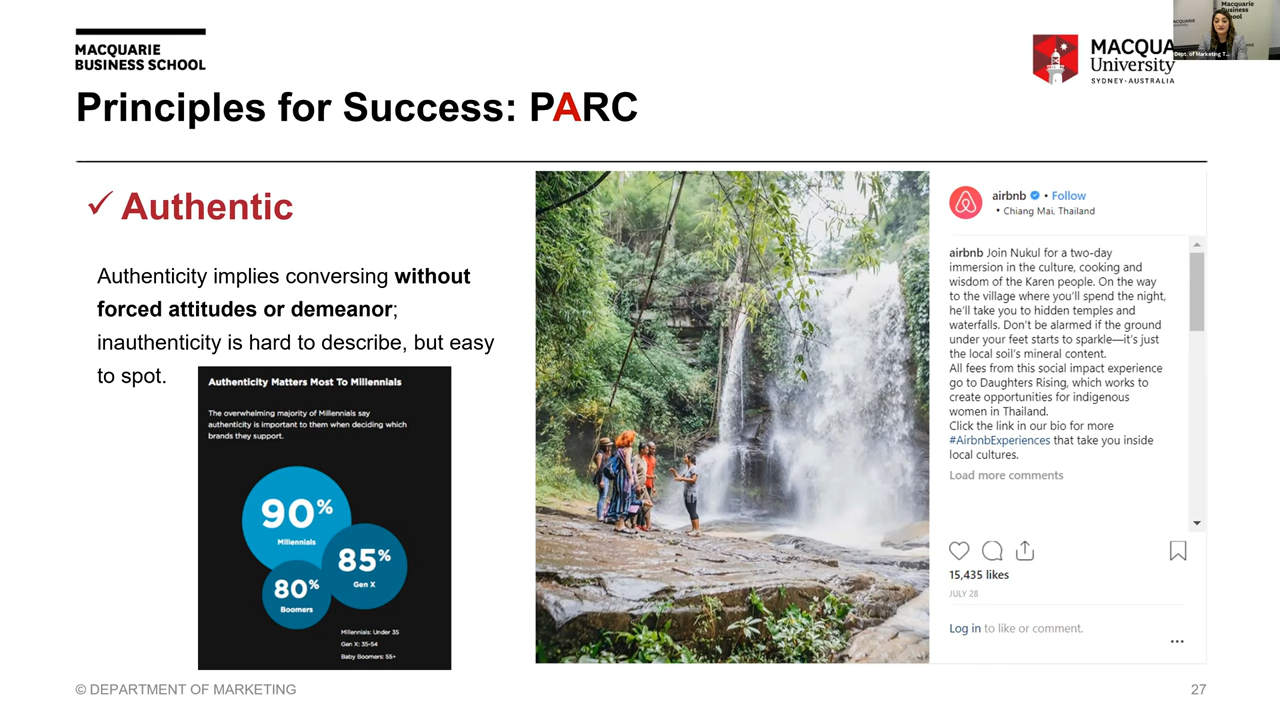 MACQUARIE
BUSINESS SCHOOL
MACQUA
University
SYDNEY·AUSTRALIA
Macquarie
Business
School
Dept. of Marketing T...
Principles for Success: PARC
✓ Authentic
Authenticity implies conversing without
forced attitudes or demeanor;
inauthenticity is hard to describe, but easy
to spot.
Authenticity Matters Most To Millennials
The overwhelming majority of Millennials say
authenticity is important to them when deciding which
brands they support.
90%
Millennials
85%
Gen X
80%
Boomers
Millennials: Under 35
Gen X: 35-54
Baby Boomers: 55+
airbnb • Follow
• Chiang Mai, Thailand
airbnb Join Nukul for a two-day
immersion in the culture, cooking and
wisdom of the Karen people. On the way
to the village where you'll spend the night,
he'll take you to hidden temples and
waterfalls. Don't be alarmed if the ground
under your feet starts to sparkle—it's just
the local soil's mineral content.
All fees from this social impact experience
go to Daughters Rising, which works to
create opportunities for indigenous
women in Thailand.
Click the link in our bio for more
#AirbnbExperiences that take you inside
local cultures.
Load more comments
15,435 likes
JULY 28
Log in to like or comment.
© DEPARTMENT OF MARKETING
27